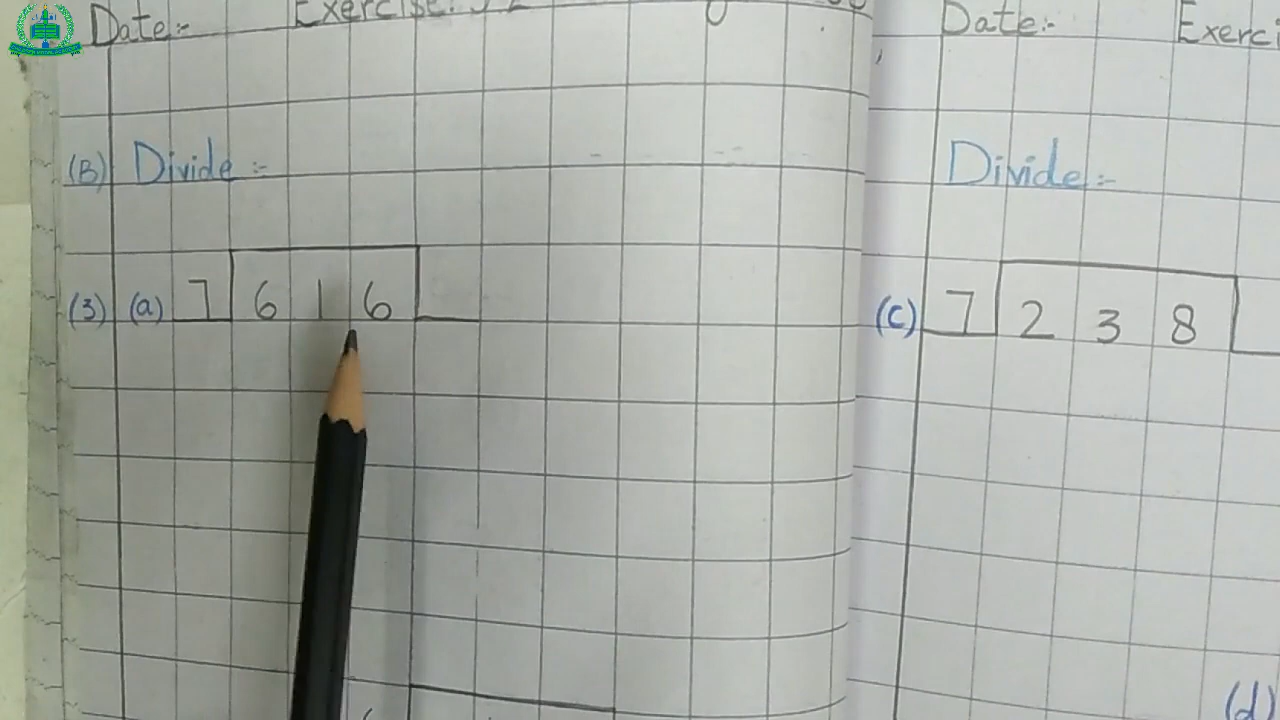 Date:-
Date:-
(B) Divide:-
Divide:-
(3) (a) 7 6 1 6
(c) 7 2 3 8
(d)